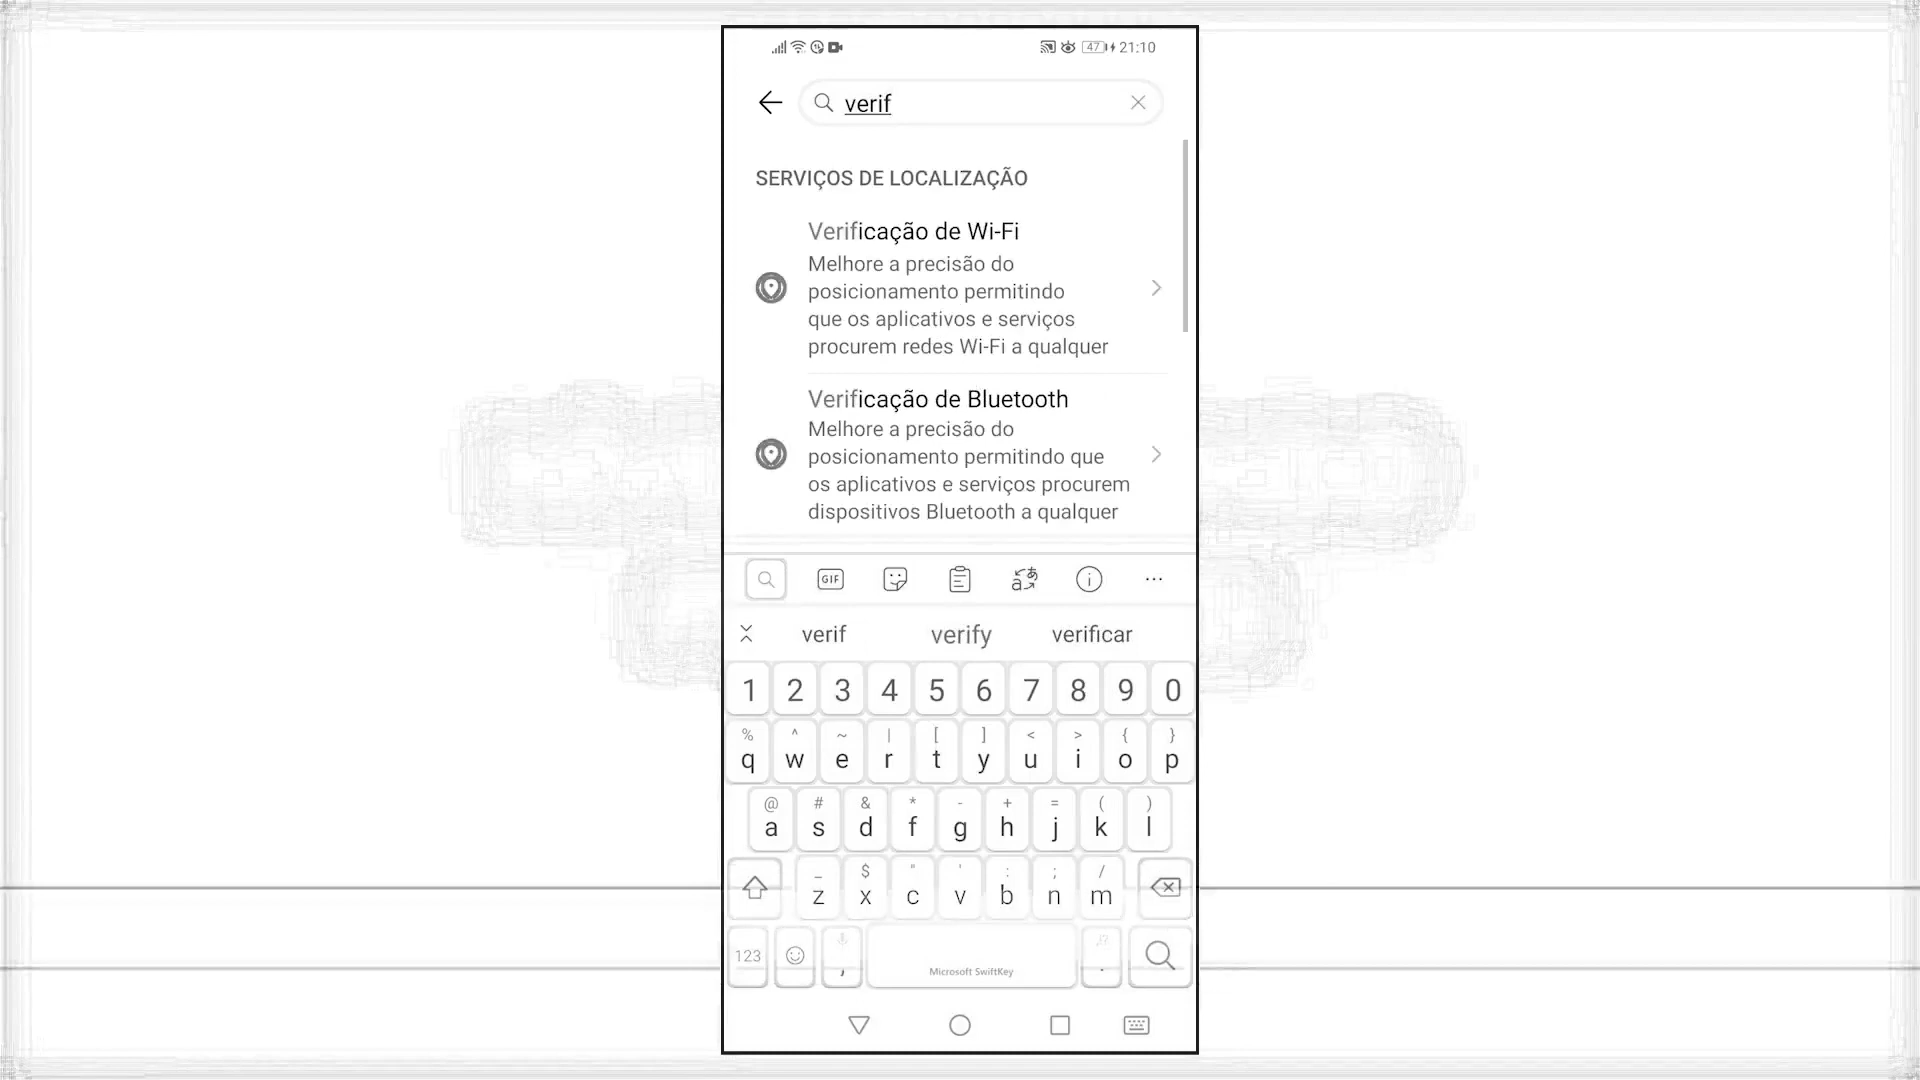 47 21:10
verif
SERVIÇOS DE LOCALIZAÇÃO
Verificação de Wi-Fi
Melhore a precisão do
posicionamento permitindo
que os aplicativos e serviços
procurem redes Wi-Fi a qualquer
Verificação de Bluetooth
Melhore a precisão do
posicionamento permitindo que
os aplicativos e serviços procurem
dispositivos Bluetooth a qualquer
GIF
verif verify verificar
1 2 3 4 5 6 7 8 9 0
% ^ ~ | [ ] < > { }
q w e r t y u i o p
@ # & * - + = ( )
a s d f g h j k l
_ $ " ' : ; /
z x c v b n m
123 , Microsoft SwiftKey .